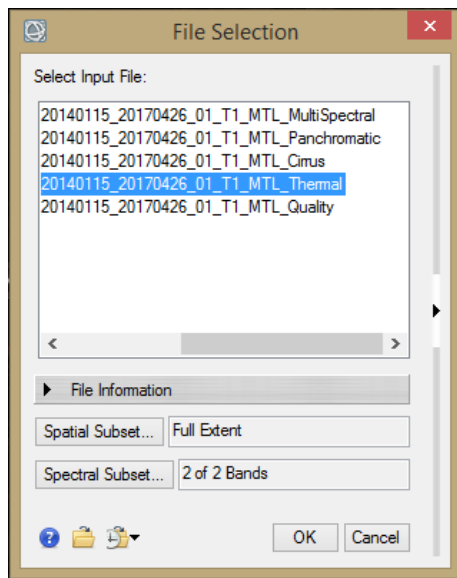 File Selection
Select Input File:
20140115_20170426_01_T1_MTL_MultiSpectral
20140115_20170426_01_T1_MTL_Panchromatic
20140115_20170426_01_T1_MTL_Cirrus
20140115_20170426_01_T1_MTL_Thermal
20140115_20170426_01_T1_MTL_Quality
File Information
Spatial Subset... Full Extent
Spectral Subset... 2 of 2 Bands
OK Cancel